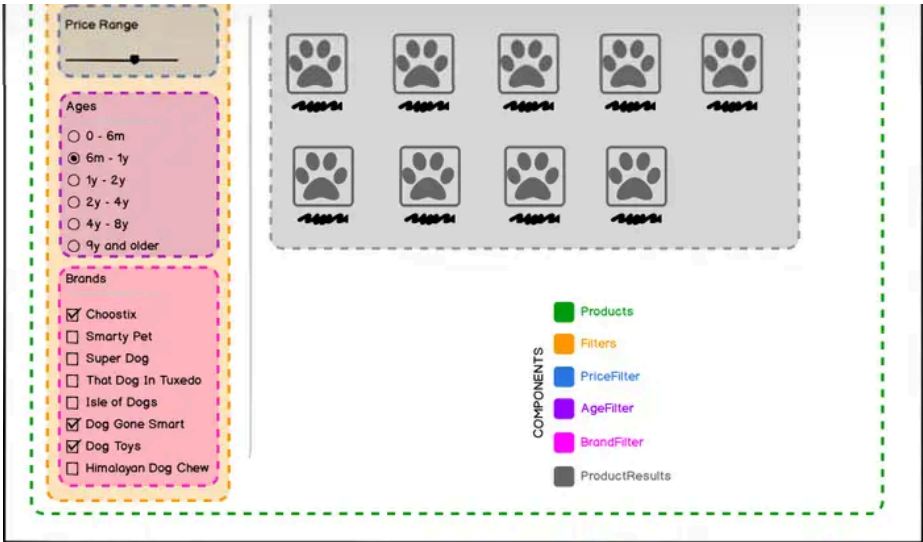 Price Range
Ages
0 - 6m
6m - 1y
1y - 2y
2y - 4y
4y - 8y
9y and older
Brands
Choostix
Smarty Pet
Super Dog
That Dog In Tuxedo
Isle of Dogs
Dog Gone Smart
Dog Toys
Himalayan Dog Chew
COMPONENTS
Products
Filters
PriceFilter
AgeFilter
BrandFilter
ProductResults